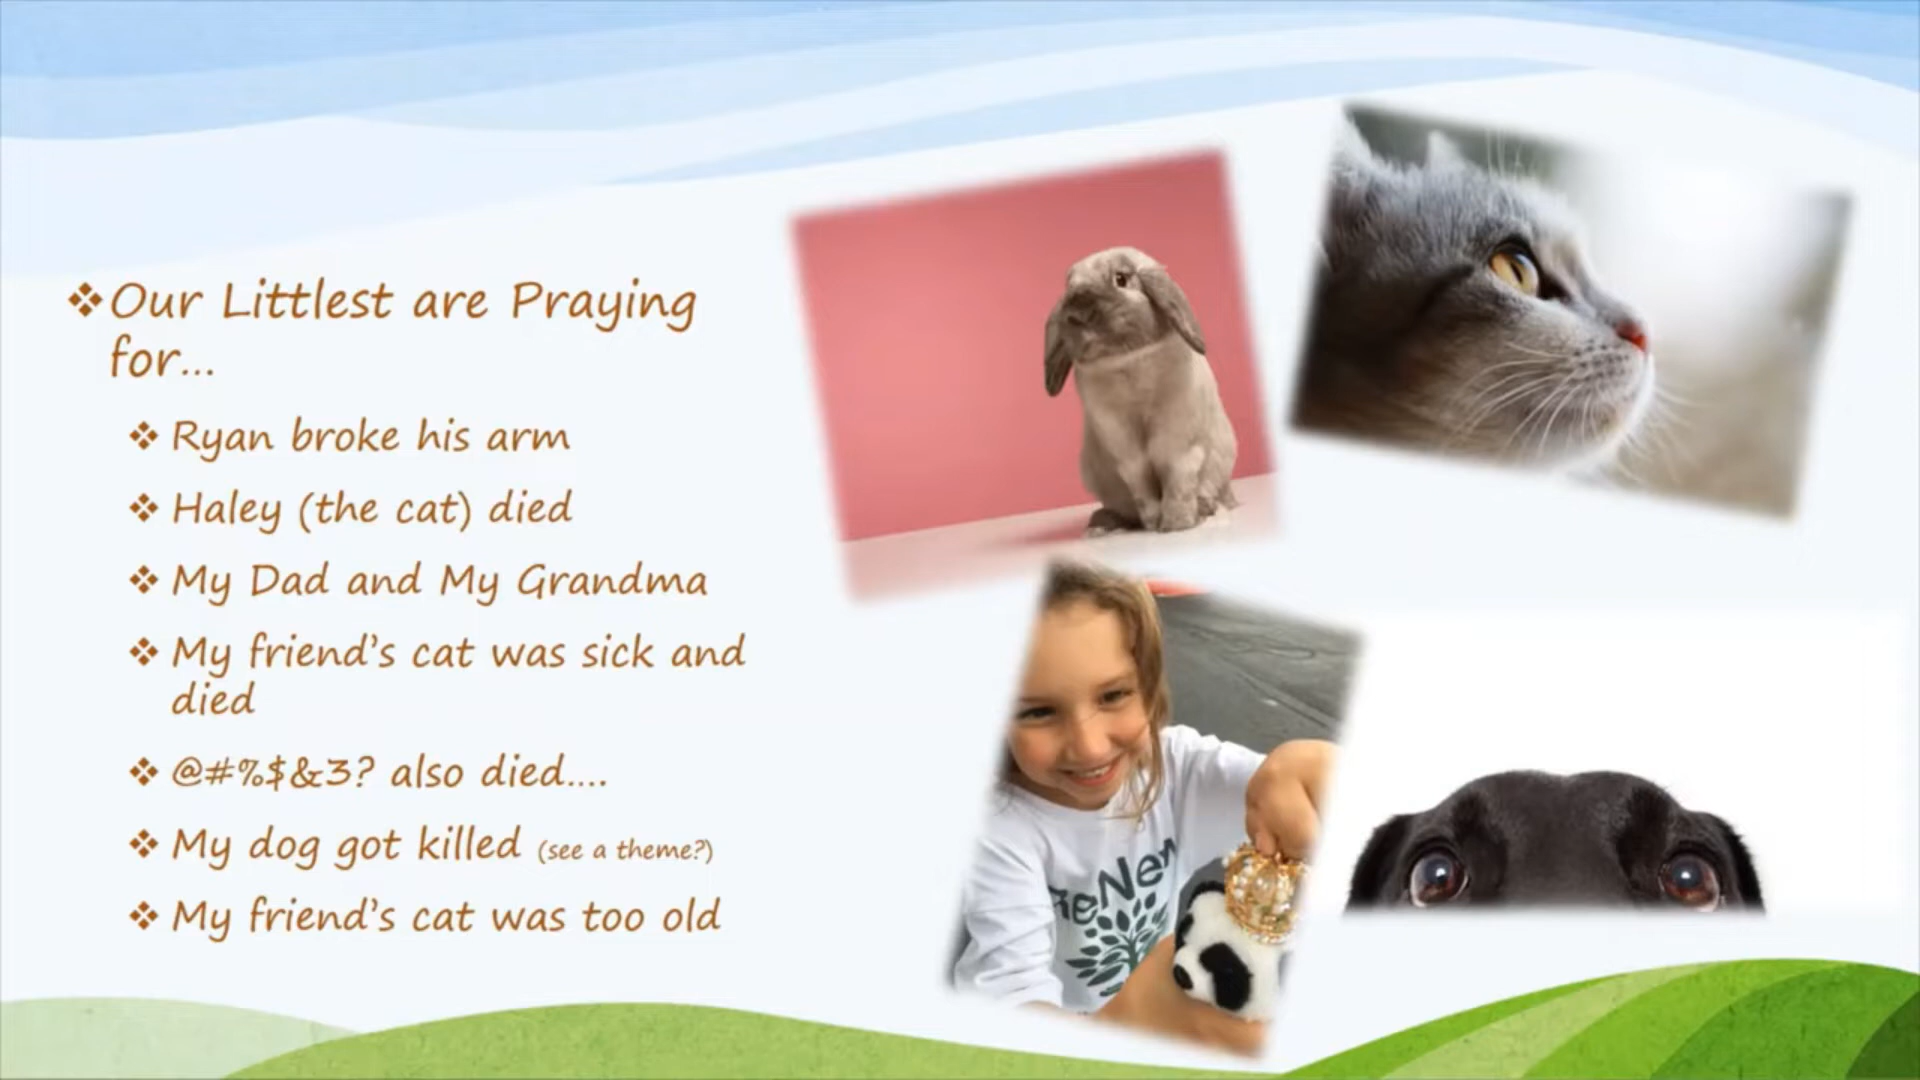 Our Littlest are Praying
for...
Ryan broke his arm
Haley (the cat) died
My Dad and My Grandma
My friend's cat was sick and
died
@#%$&3? also died....
My dog got killed (see a theme?)
My friend's cat was too old
ReNew